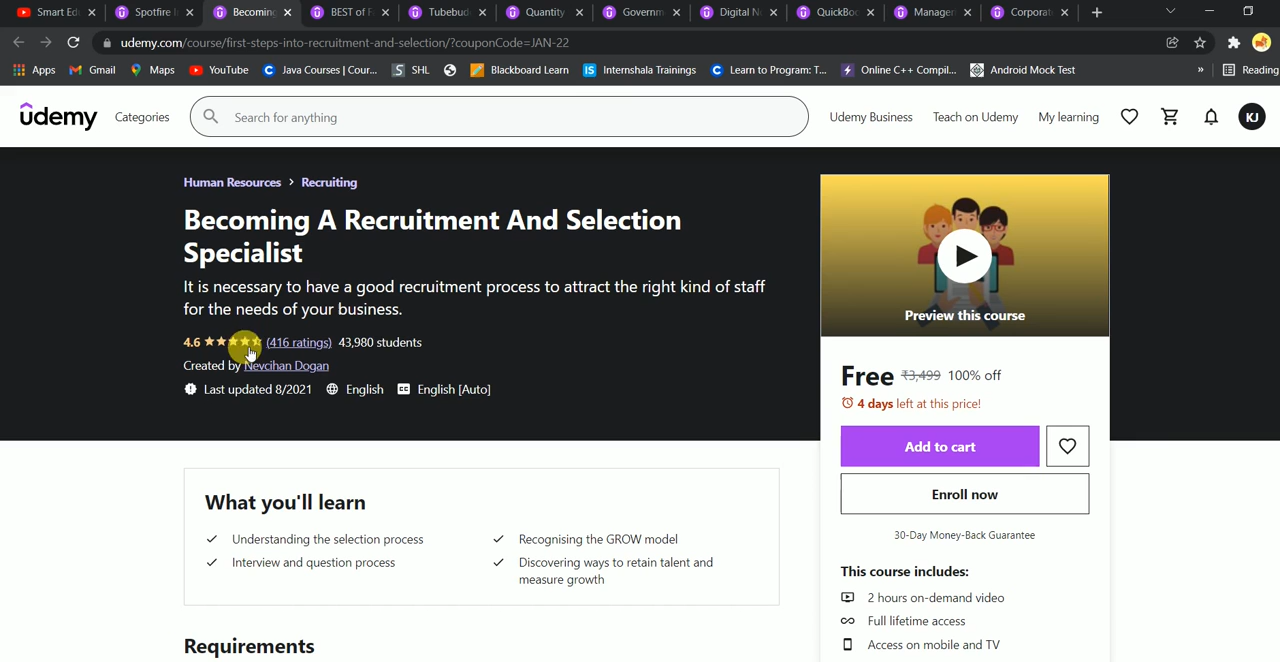 Smart Ed
Spotfire
Becoming
BEST of F
Tubebud
Quantity
Governm
Digital N
QuickBoo
Manager
Corporat
udemy.com/course/first-steps-into-recruitment-and-selection/?couponCode=JAN-22
Apps
Gmail
Maps
YouTube
Java Courses | Cour...
SHL
Blackboard Learn
Internshala Trainings
Learn to Program: T...
Online C++ Compil...
Android Mock Test
»
Reading
udemy
Categories
Search for anything
Udemy Business
Teach on Udemy
My learning
KJ
Human Resources > Recruiting
Becoming A Recruitment And Selection
Specialist
It is necessary to have a good recruitment process to attract the right kind of staff
for the needs of your business.
4.6 (416 ratings) 43,980 students
Created by Nevcihan Dogan
Last updated 8/2021 English English [Auto]
Preview this course
Free ₹3,499 100% off
4 days left at this price!
Add to cart
Enroll now
30-Day Money-Back Guarantee
This course includes:
2 hours on-demand video
Full lifetime access
Access on mobile and TV
What you'll learn
Understanding the selection process
Interview and question process
Recognising the GROW model
Discovering ways to retain talent and
measure growth
Requirements